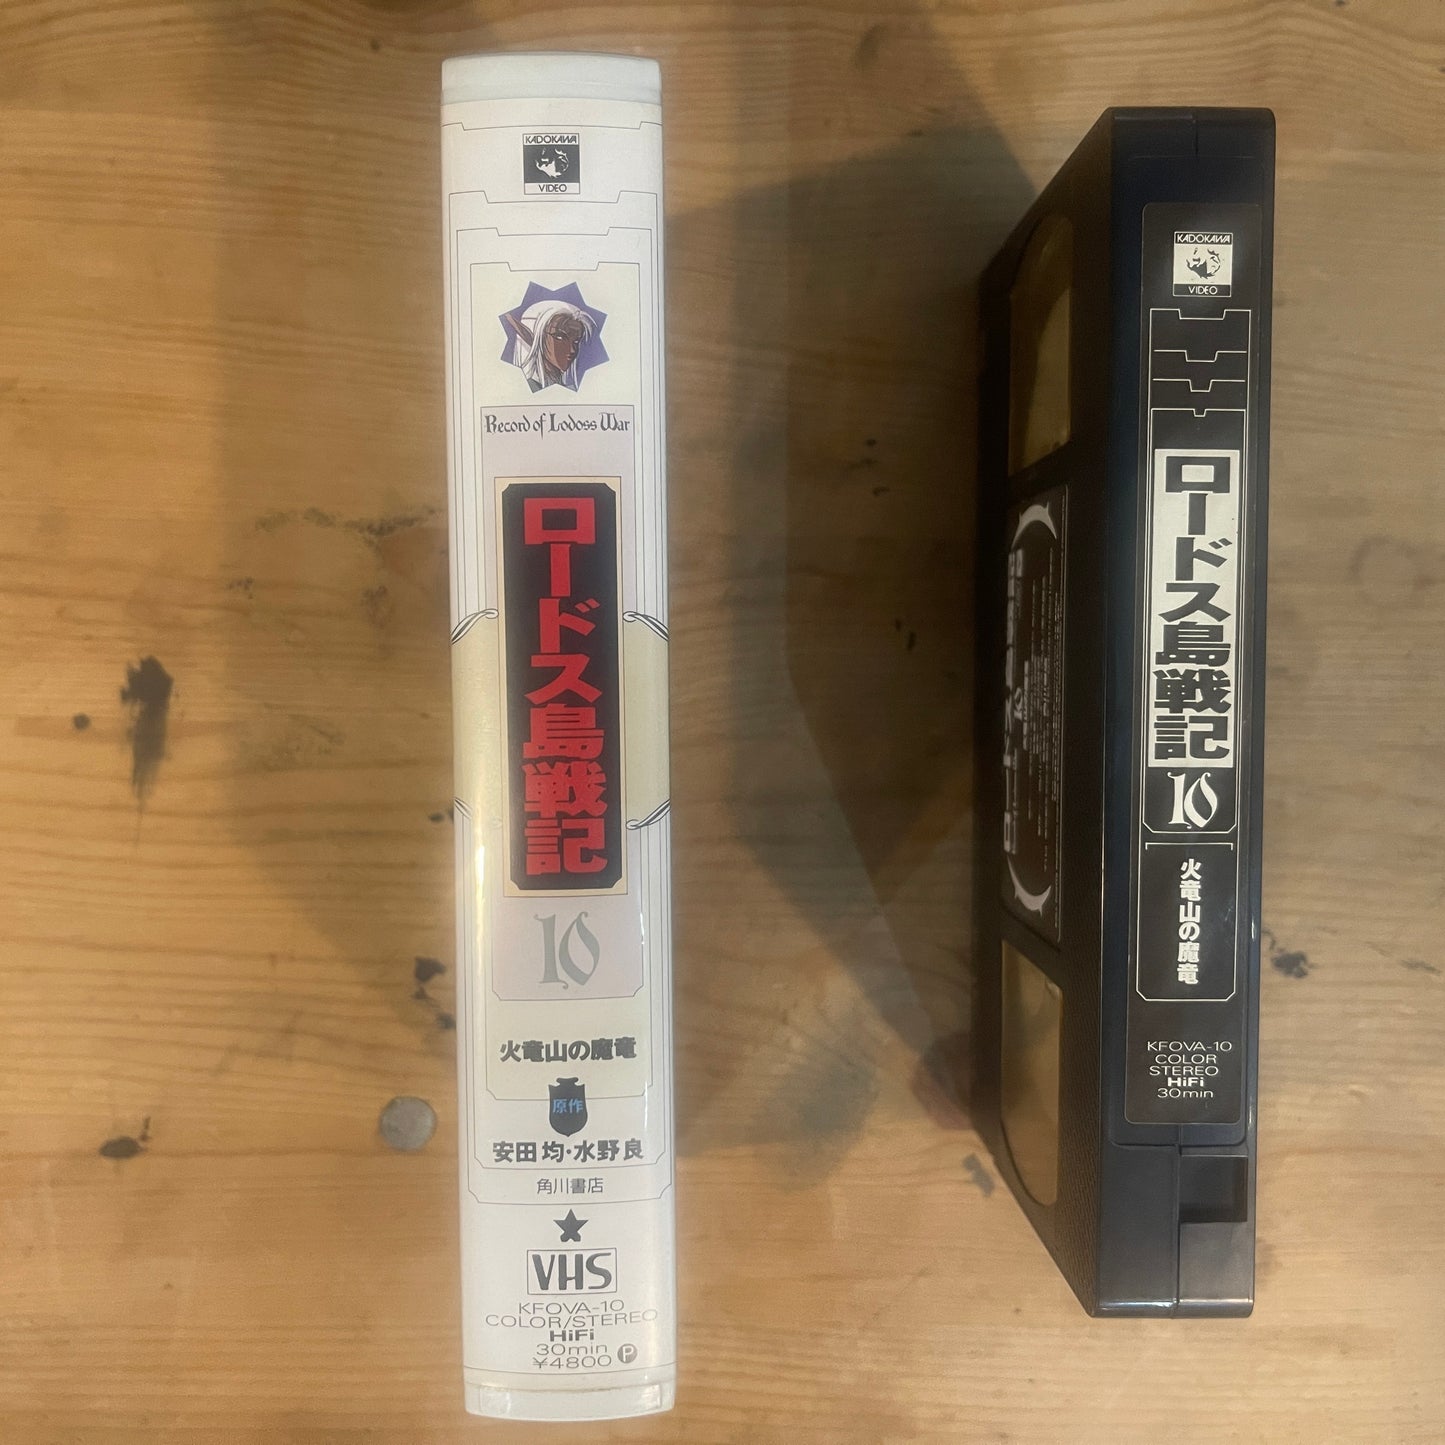 KADOKAWA
VIDEO
Record of Lodoss War
ロードス島戦記
10
火竜山の魔竜
原作
安田 均・水野 良
角川書店
VHS
KFOVA-10
COLOR/STEREO
HiFi
30min
¥4800 P
KADOKAWA
VIDEO
ロードス島戦記
10
火竜山の魔竜
KFOVA-10
COLOR
STEREO
HiFi
30min